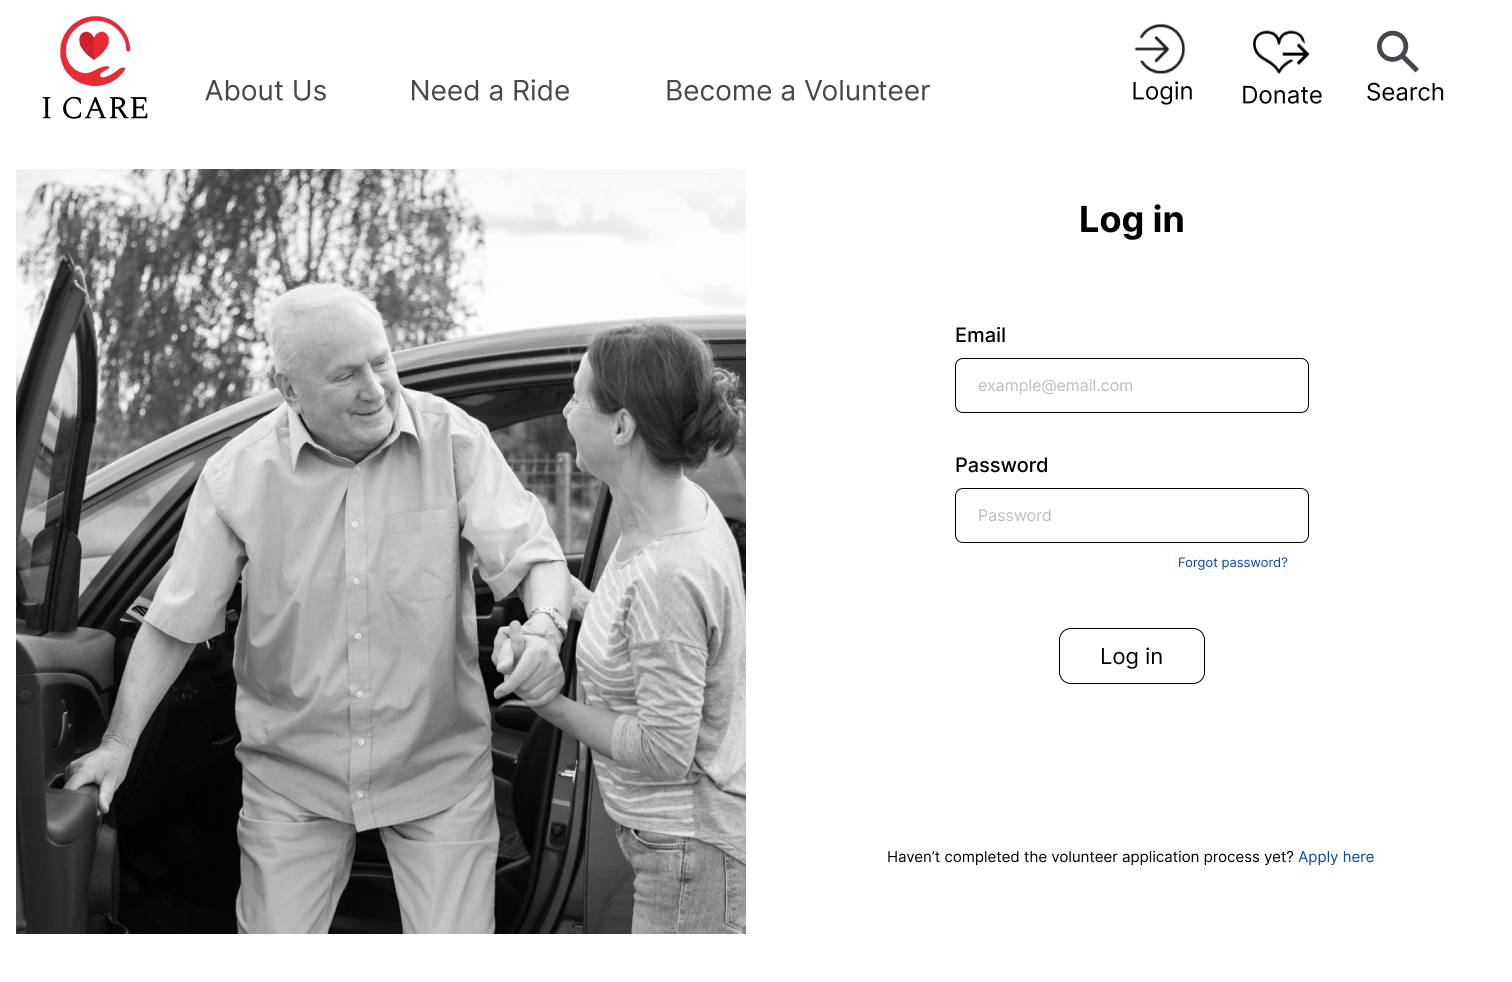 I CARE
About Us
Need a Ride
Become a Volunteer
Login
Donate
Search
Log in
Email
example@email.com
Password
Password
Forgot password?
Log in
Haven’t completed the volunteer application process yet? Apply here